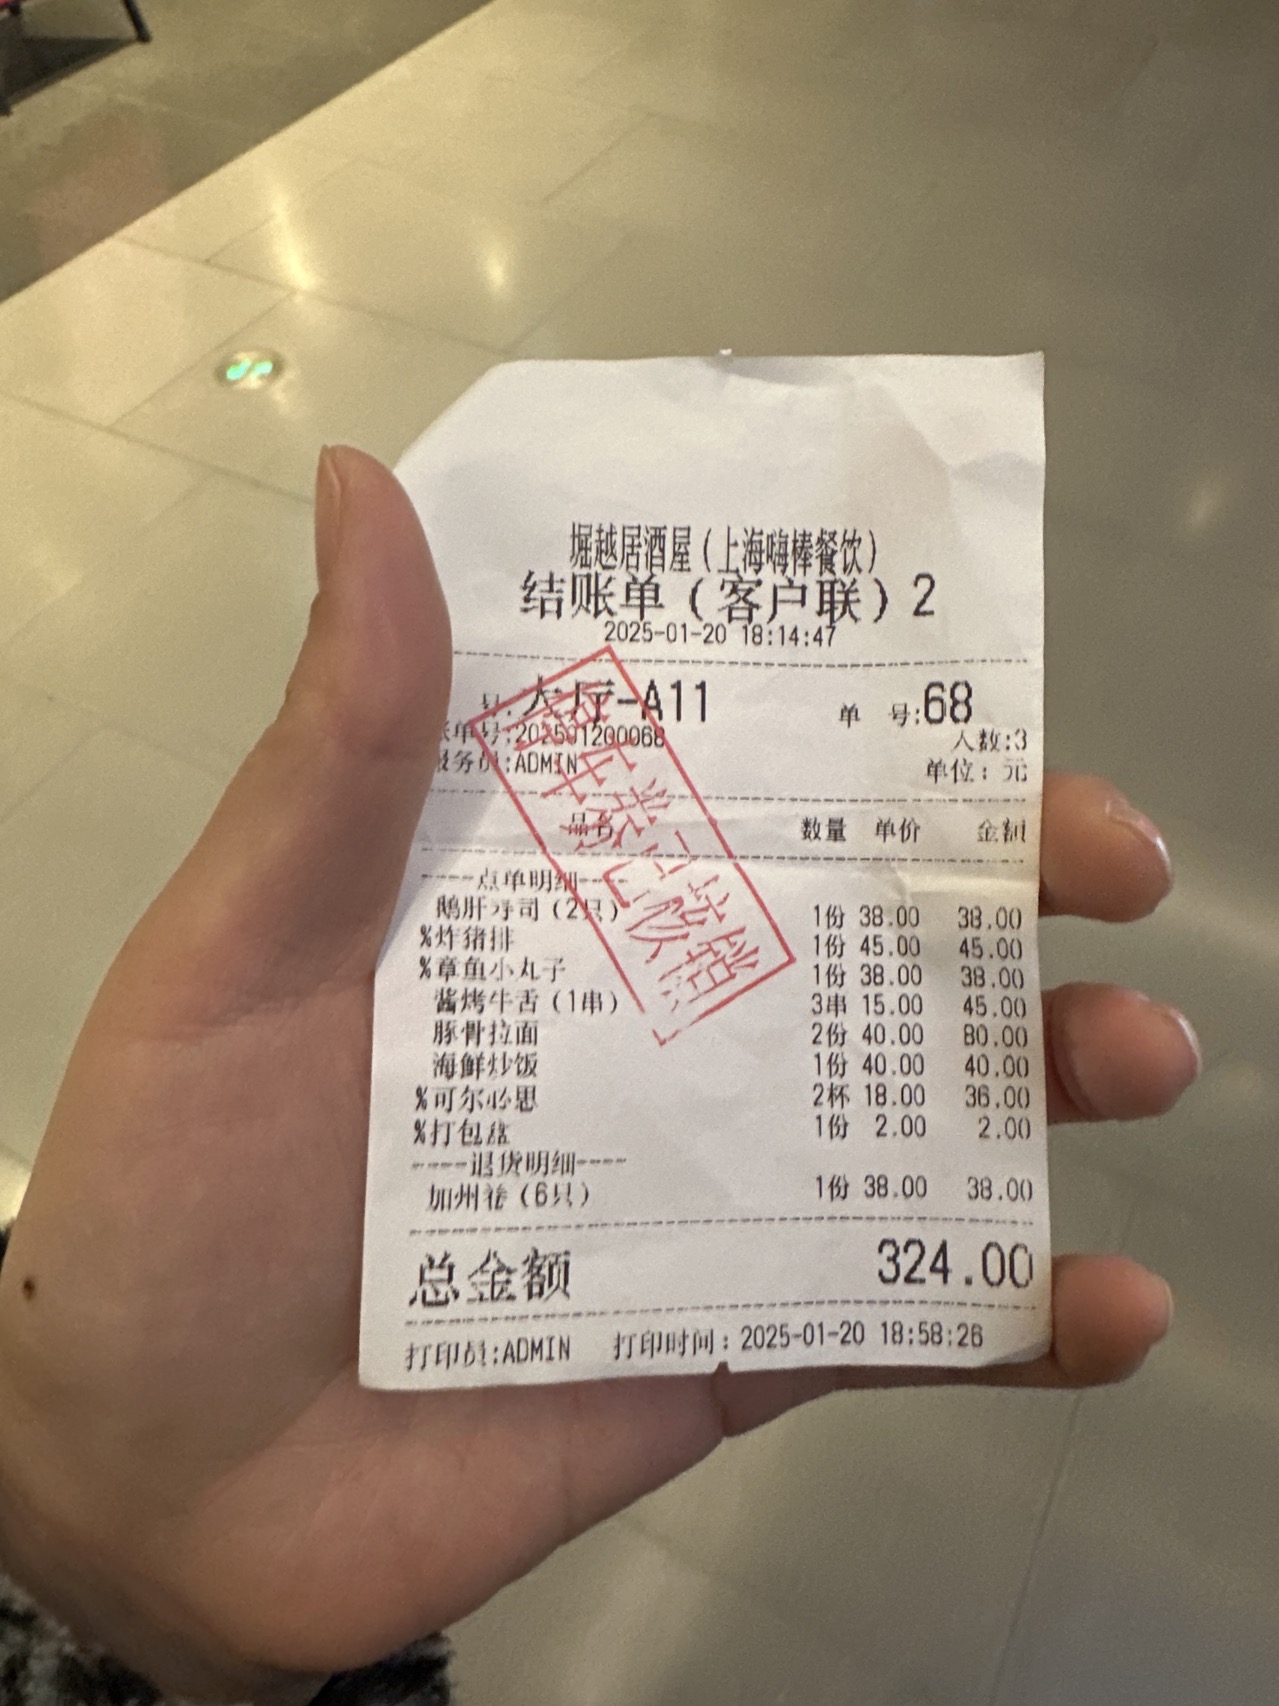 堀越居酒屋(上海嗨棒餐饮)
结账单(客户联)2
2025-01-20 18:14:47
号:大厅-A11 单 号:68
账单号:202501200068 人数:3
服务员:ADMIN 单位:元
品名 数量 单价 金额
----点单明细----
鹅肝寿司(2只) 1份 38.00 38.00
%炸猪排 1份 45.00 45.00
%章鱼小丸子 1份 38.00 38.00
酱烤牛舌(1串) 3串 15.00 45.00
豚骨拉面 2份 40.00 80.00
海鲜炒饭 1份 40.00 40.00
%可尔必思 2杯 18.00 36.00
%打包盒 1份 2.00 2.00
----退货明细----
加州卷(6只) 1份 38.00 38.00
总金额 324.00
打印员:ADMIN 打印时间:2025-01-20 18:58:26